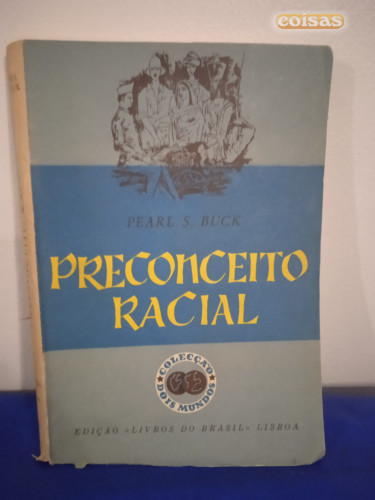 coisas
PEARL S. BUCK
PRECONCEITO
RACIAL
COLECÇÃO
DOIS MUNDOS
EDIÇÃO «LIVROS DO BRASIL» LISBOA